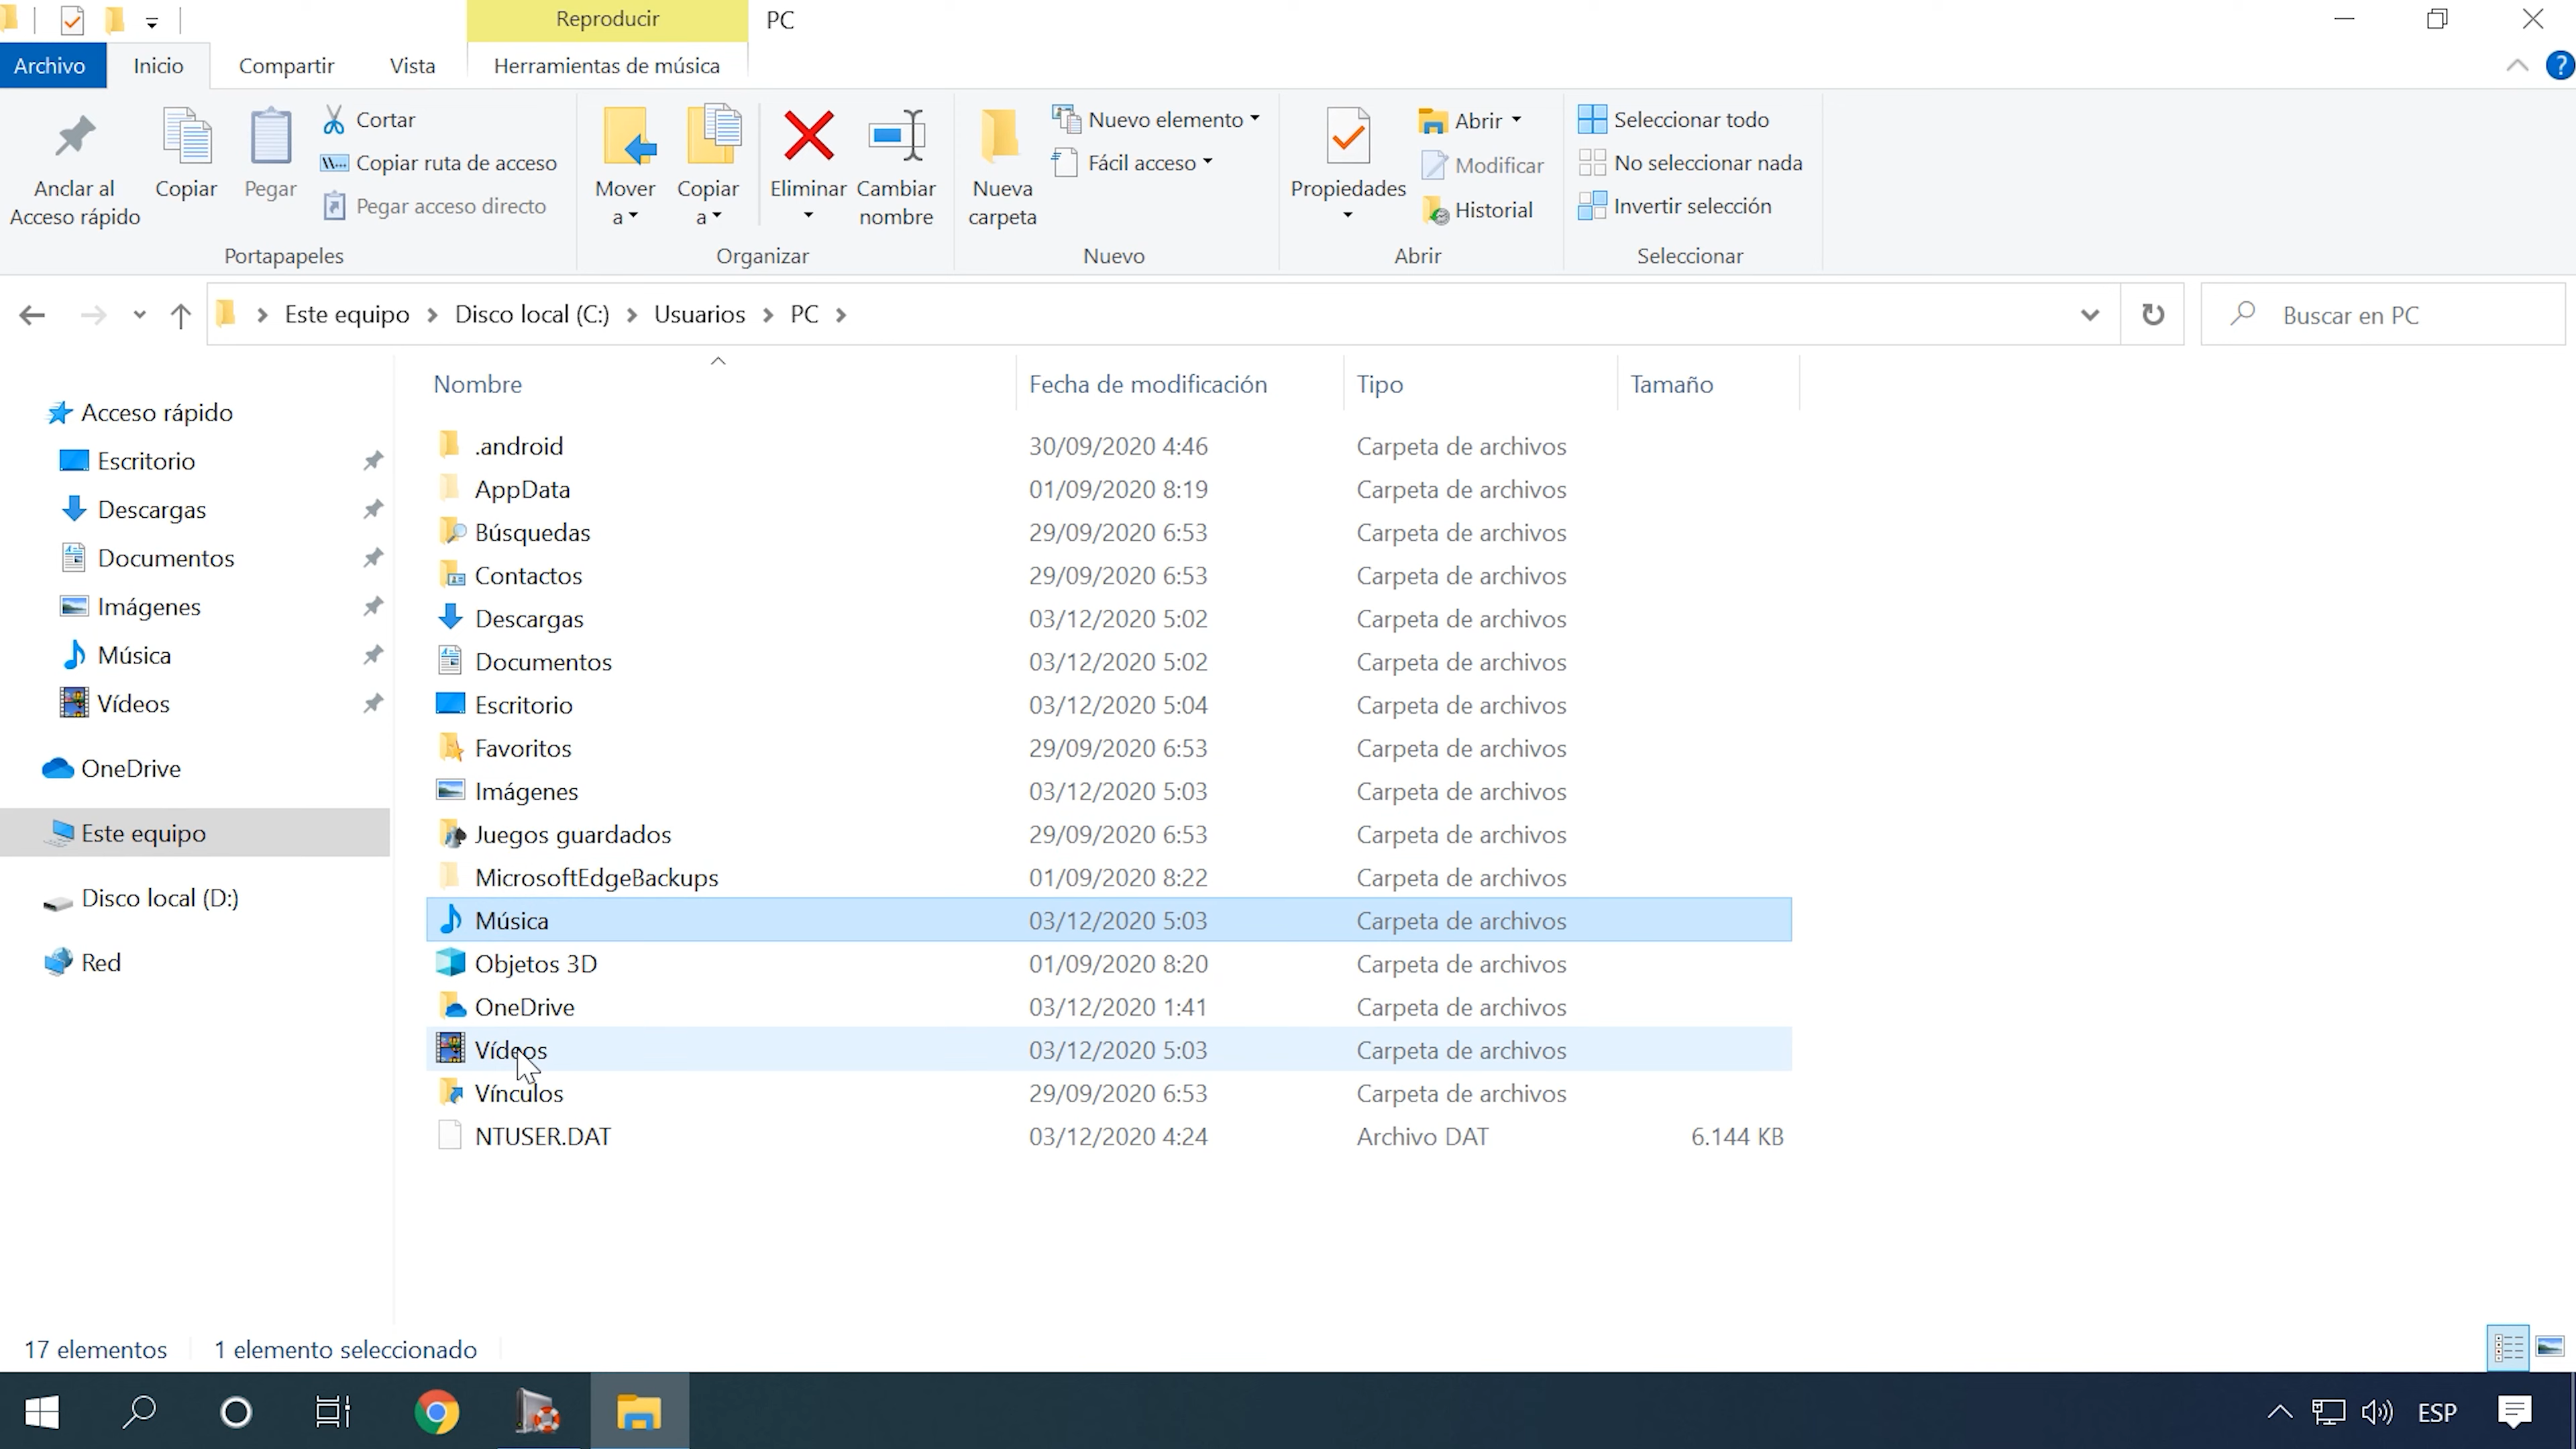 Reproducir
PC
Archivo
Inicio
Compartir
Vista
Herramientas de música
?
Anclar al
Acceso rápido
Copiar
Pegar
Cortar
Copiar ruta de acceso
Pegar acceso directo
Portapapeles
Mover
a
Copiar
a
Eliminar
Cambiar
nombre
Organizar
Nueva
carpeta
Nuevo elemento
Fácil acceso
Nuevo
Propiedades
Abrir
Modificar
Historial
Abrir
Seleccionar todo
No seleccionar nada
Invertir selección
Seleccionar
Este equipo > Disco local (C:) > Usuarios > PC >
Buscar en PC
Acceso rápido
Escritorio
Descargas
Documentos
Imágenes
Música
Vídeos
OneDrive
Este equipo
Disco local (D:)
Red
Nombre Fecha de modificación Tipo Tamaño
.android 30/09/2020 4:46 Carpeta de archivos
AppData 01/09/2020 8:19 Carpeta de archivos
Búsquedas 29/09/2020 6:53 Carpeta de archivos
Contactos 29/09/2020 6:53 Carpeta de archivos
Descargas 03/12/2020 5:02 Carpeta de archivos
Documentos 03/12/2020 5:02 Carpeta de archivos
Escritorio 03/12/2020 5:04 Carpeta de archivos
Favoritos 29/09/2020 6:53 Carpeta de archivos
Imágenes 03/12/2020 5:03 Carpeta de archivos
Juegos guardados 29/09/2020 6:53 Carpeta de archivos
MicrosoftEdgeBackups 01/09/2020 8:22 Carpeta de archivos
Música 03/12/2020 5:03 Carpeta de archivos
Objetos 3D 01/09/2020 8:20 Carpeta de archivos
OneDrive 03/12/2020 1:41 Carpeta de archivos
Vídeos 03/12/2020 5:03 Carpeta de archivos
Vínculos 29/09/2020 6:53 Carpeta de archivos
NTUSER.DAT 03/12/2020 4:24 Archivo DAT 6.144 KB
17 elementos
1 elemento seleccionado
ESP